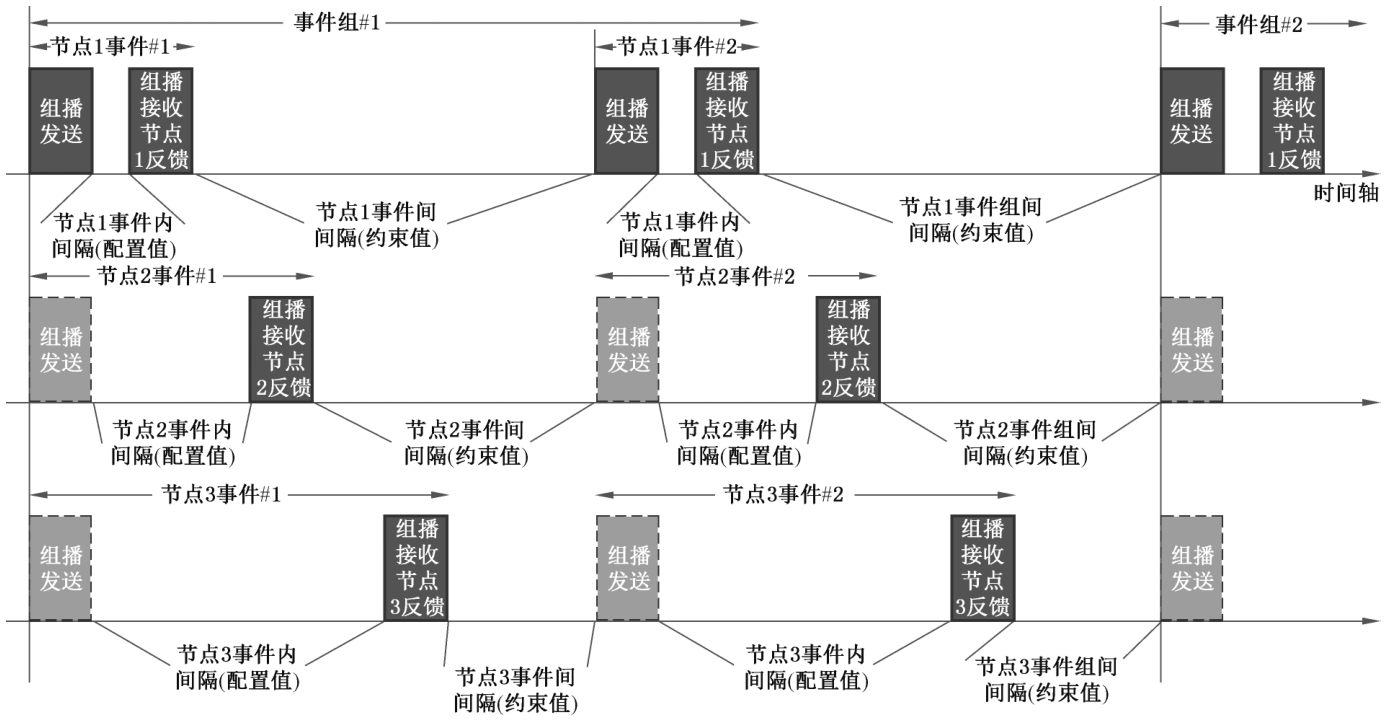 事件组#1
事件组#2
节点1事件#1
节点1事件#2
组播
发送
组播
接收
节点
1反馈
组播
发送
组播
接收
节点
1反馈
组播
发送
组播
接收
节点
1反馈
时间轴
节点1事件内
间隔(配置值)
节点1事件间
间隔(约束值)
节点1事件内
间隔(配置值)
节点1事件组间
间隔(约束值)
节点2事件#1
节点2事件#2
组播
发送
组播
接收
节点
2反馈
组播
发送
组播
接收
节点
2反馈
组播
发送
节点2事件内
间隔(配置值)
节点2事件间
间隔(约束值)
节点2事件内
间隔(配置值)
节点2事件组间
间隔(约束值)
节点3事件#1
节点3事件#2
组播
发送
组播
接收
节点
3反馈
组播
发送
组播
接收
节点
3反馈
组播
发送
节点3事件内
间隔(配置值)
节点3事件间
间隔(约束值)
节点3事件内
间隔(配置值)
节点3事件组间
间隔(约束值)